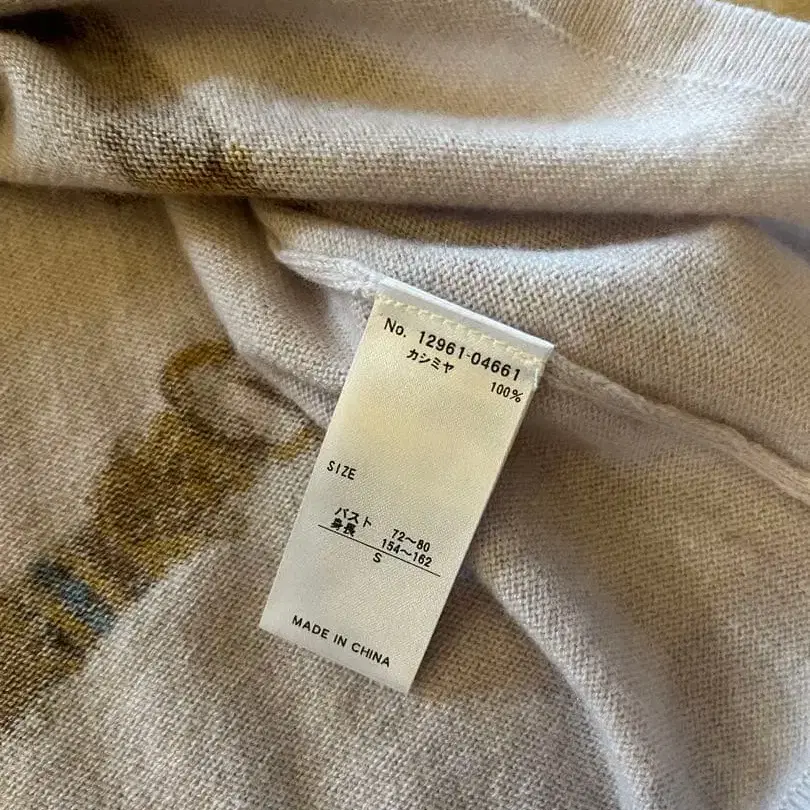 No. 12961-04661
カシミヤ 100%
SIZE
バスト 72〜80
身長 154〜162
S
MADE IN CHINA